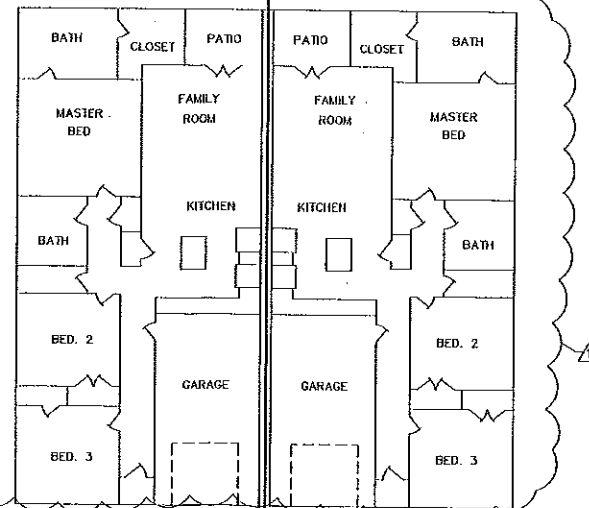 BATH
CLOSET
PATIO
PATIO
CLOSET
BATH
FAMILY
ROOM
FAMILY
ROOM
MASTER
BED
MASTER
BED
KITCHEN
KITCHEN
BATH
BATH
BED. 2
BED. 2
GARAGE
GARAGE
BED. 3
BED. 3